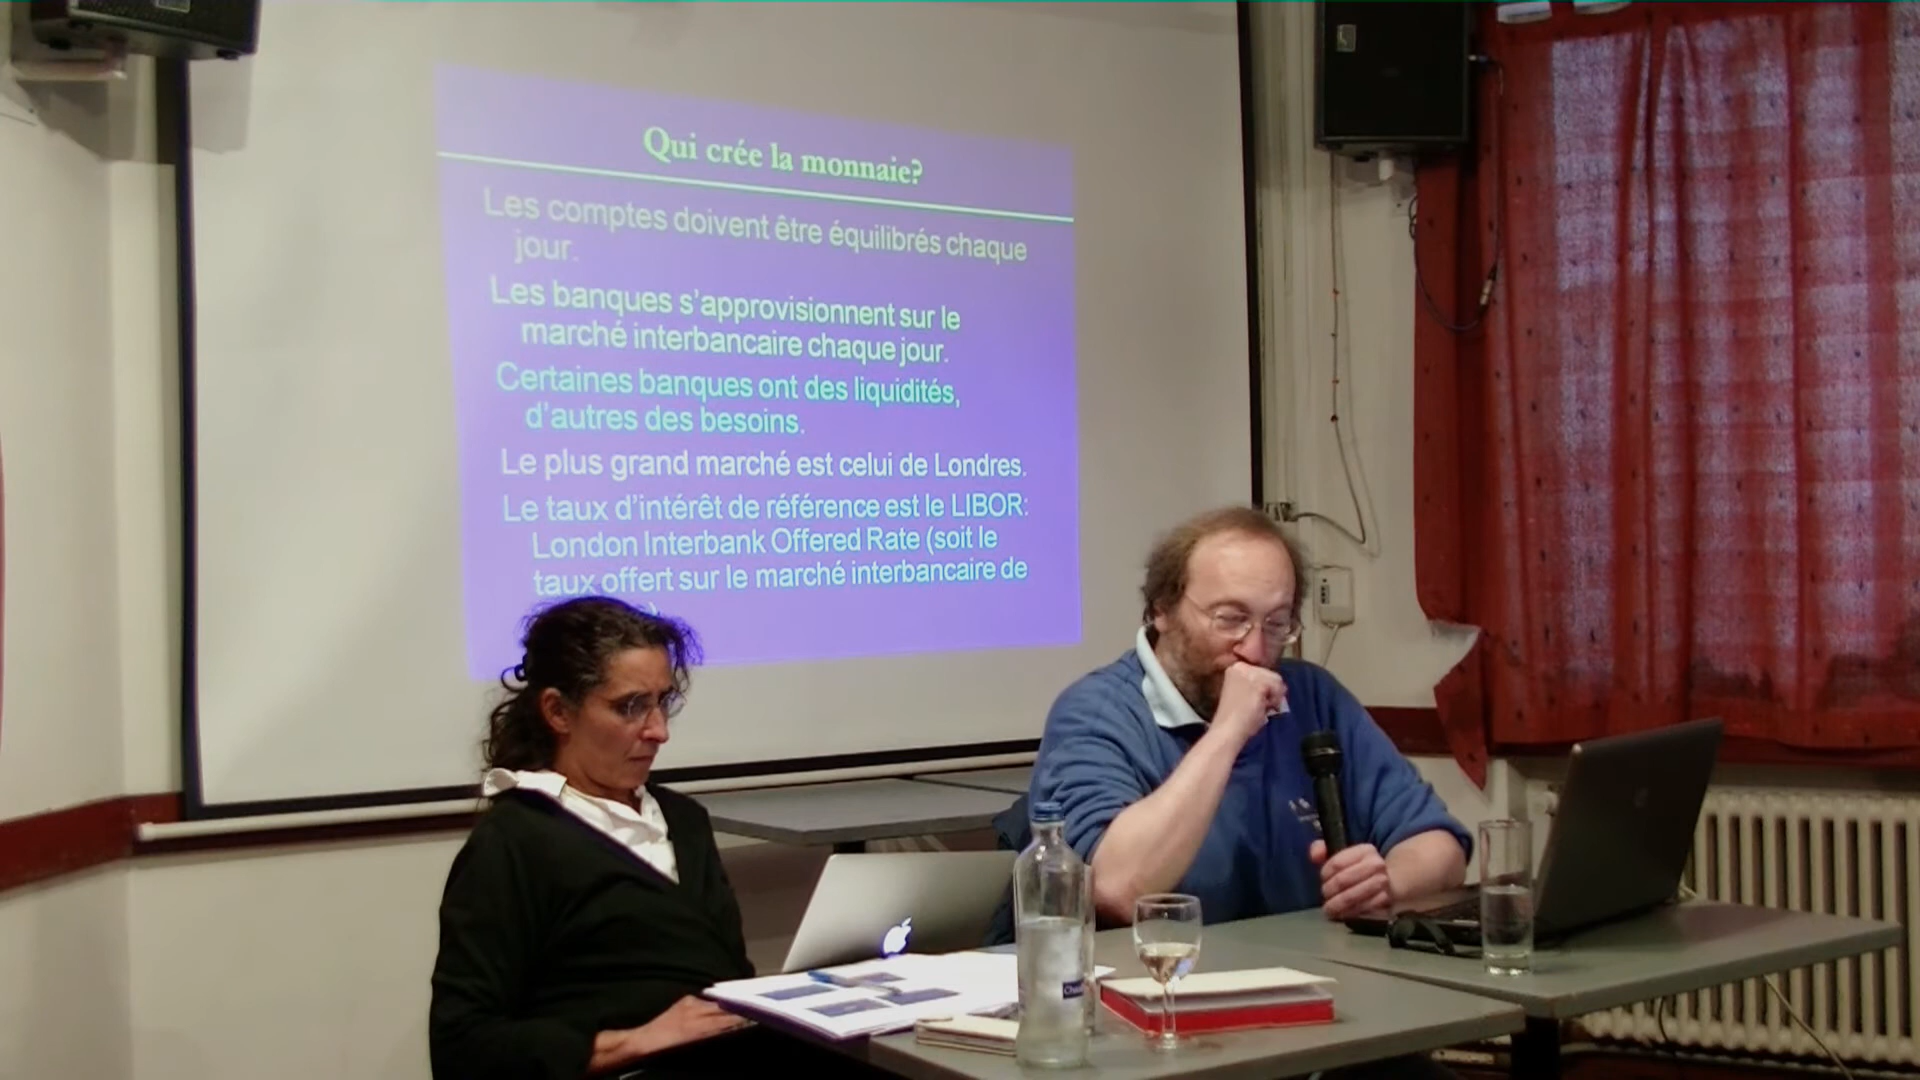 Qui crée la monnaie?
Les comptes doivent être équilibrés chaque
jour.
Les banques s'approvisionnent sur le
marché interbancaire chaque jour.
Certaines banques ont des liquidités,
d'autres des besoins.
Le plus grand marché est celui de Londres.
Le taux d'intérêt de référence est le LIBOR:
London Interbank Offered Rate (soit le
taux offert sur le marché interbancaire de